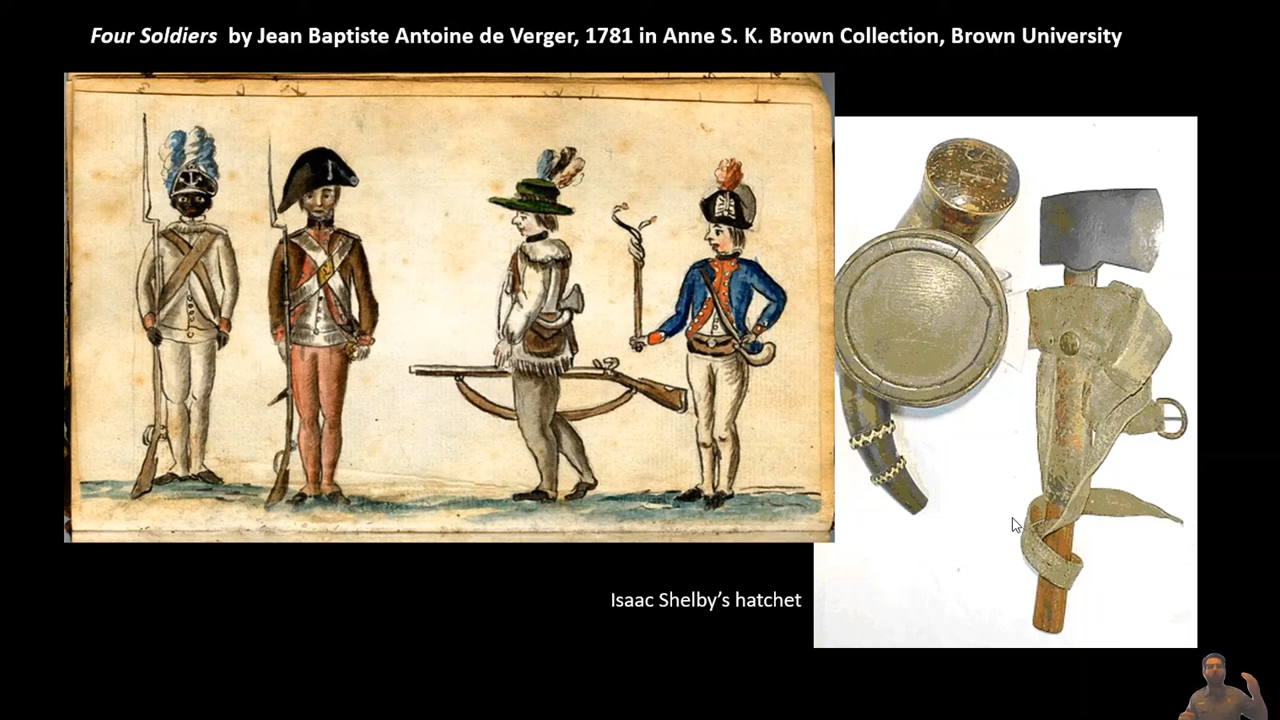 Four Soldiers by Jean Baptiste Antoine de Verger, 1781 in Anne S. K. Brown Collection, Brown University
Isaac Shelby’s hatchet